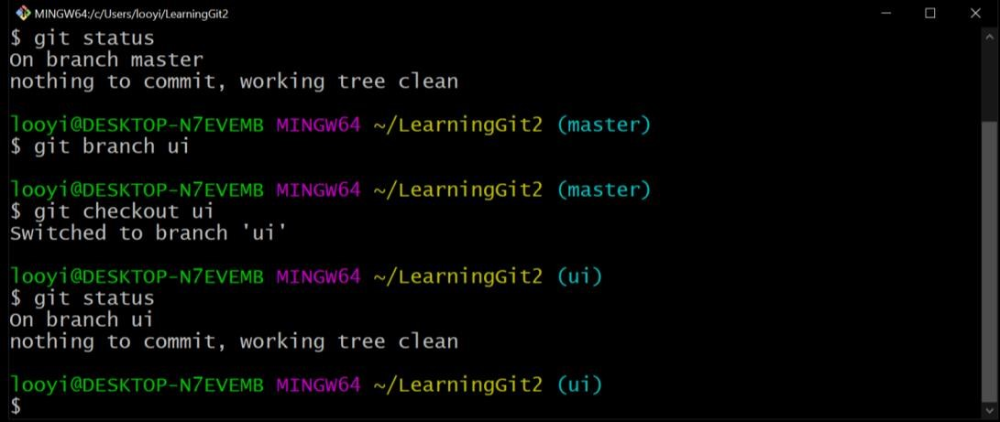 MINGW64:/c/Users/looyi/LearningGit2
$ git status
On branch master
nothing to commit, working tree clean
looyi@DESKTOP-N7EVEMB MINGW64 ~/LearningGit2 (master)
$ git branch ui
looyi@DESKTOP-N7EVEMB MINGW64 ~/LearningGit2 (master)
$ git checkout ui
Switched to branch 'ui'
looyi@DESKTOP-N7EVEMB MINGW64 ~/LearningGit2 (ui)
$ git status
On branch ui
nothing to commit, working tree clean
looyi@DESKTOP-N7EVEMB MINGW64 ~/LearningGit2 (ui)
$